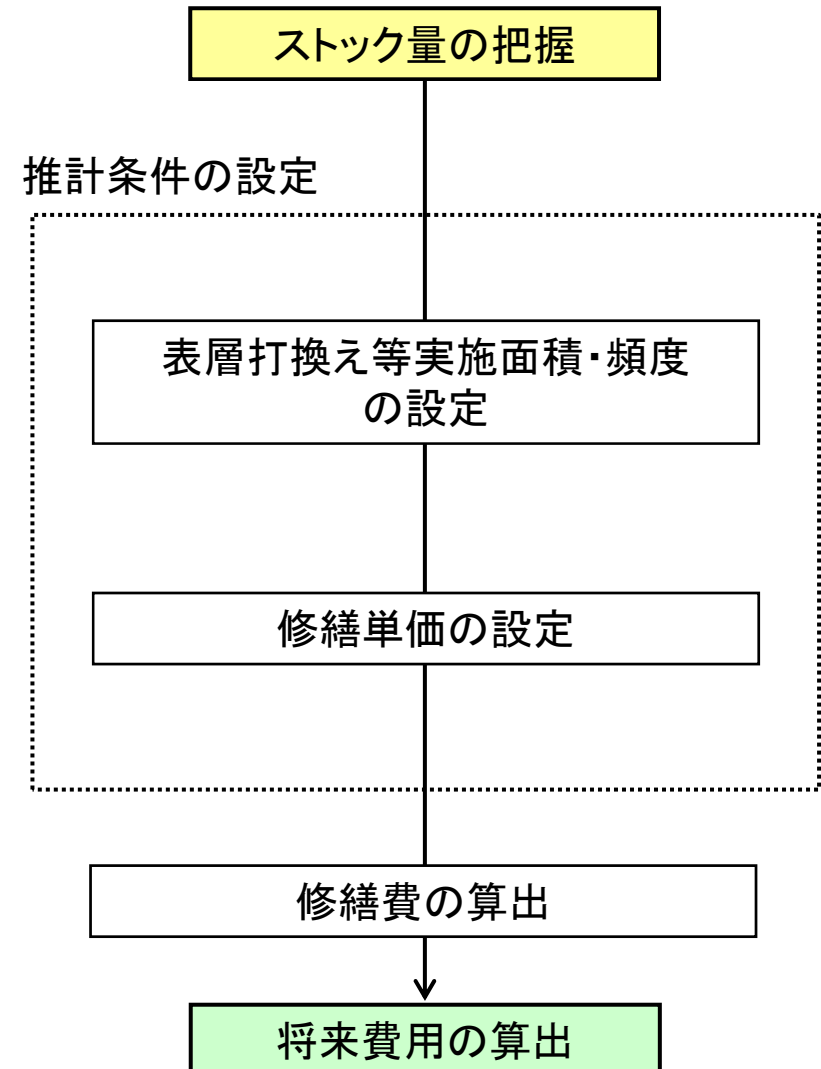 ストック量の把握
推計条件の設定
表層打換え等実施面積・頻度
の設定
修繕単価の設定
修繕費の算出
将来費用の算出